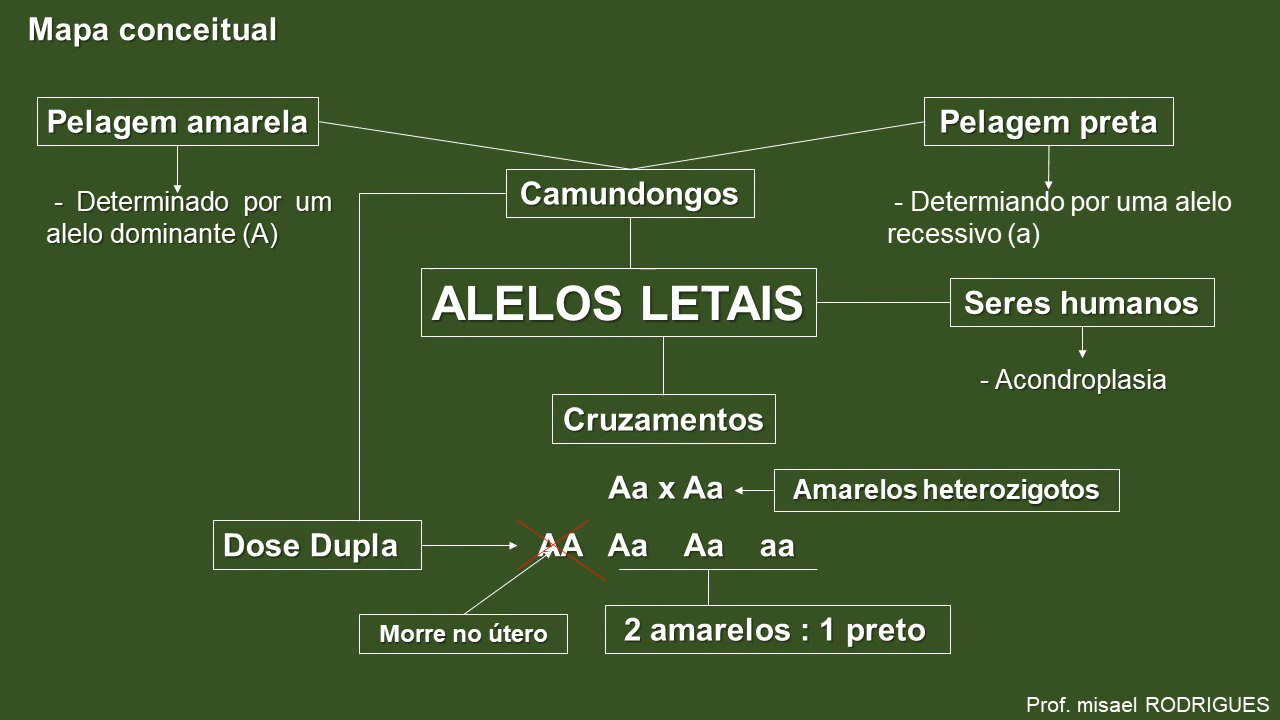 Mapa conceitual
Pelagem amarela
Pelagem preta
- Determinado por um
alelo dominante (A)
Camundongos
- Determiando por uma alelo
recessivo (a)
ALELOS LETAIS
Seres humanos
- Acondroplasia
Cruzamentos
Aa x Aa
Amarelos heterozigotos
Dose Dupla
AA Aa Aa aa
Morre no útero
2 amarelos : 1 preto
Prof. misael RODRIGUES